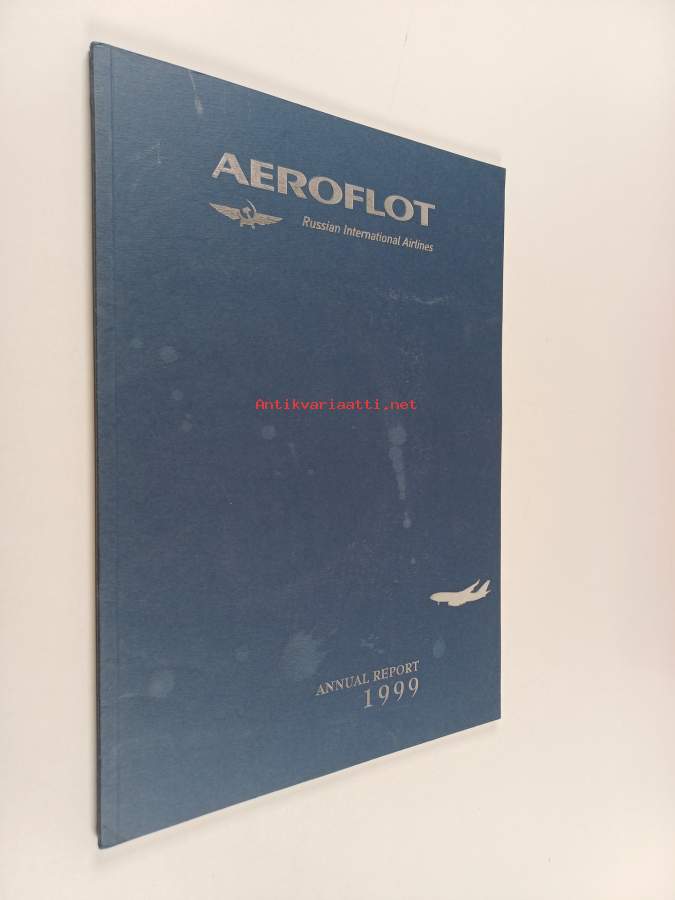 AEROFLOT
Russian International Airlines
Antikvariaatti.net
ANNUAL REPORT
1999